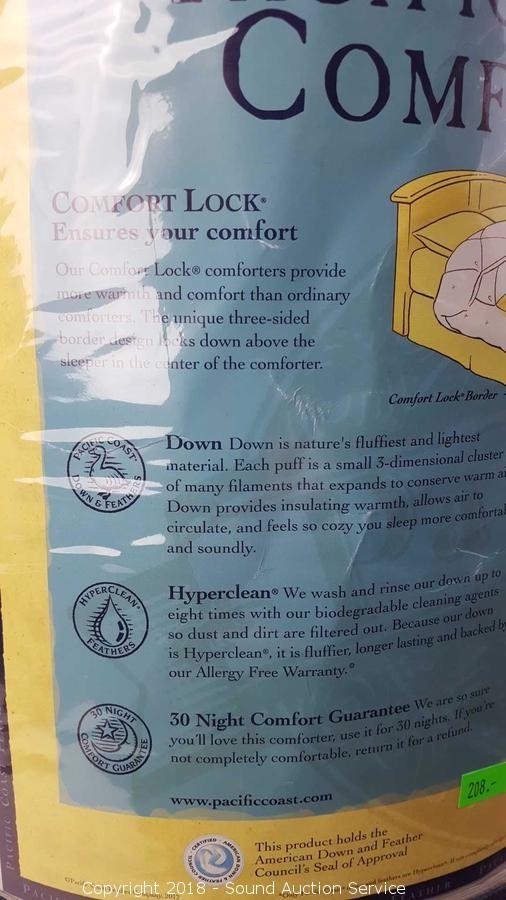 COMF
COMFORT LOCK®
Ensures your comfort
Our Comfort Lock® comforters provide
more warmth and comfort than ordinary
comforters. The unique three-sided
border design locks down above the
sleeper in the center of the comforter.
Comfort Lock® Border
PACIFIC COAST
DOWN & FEATHERS
Down Down is nature's fluffiest and lightest
material. Each puff is a small 3-dimensional cluster
of many filaments that expands to conserve warm a
Down provides insulating warmth, allows air to
circulate, and feels so cozy you sleep more comforta
and soundly.
HYPERCLEAN®
FEATHERS
Hyperclean® We wash and rinse our down up to
eight times with our biodegradable cleaning agents
so dust and dirt are filtered out. Because our down
is Hyperclean®, it is fluffier, longer lasting and backed by
our Allergy Free Warranty.®
30 NIGHT
COMFORT GUARANTEE
30 Night Comfort Guarantee We are so sure
you'll love this comforter, use it for 30 nights. If you're
not completely comfortable, return it for a refund.
208.-
www.pacificcoast.com
CERTIFIED
AMERICAN DOWN & FEATHER COUNCIL
This product holds the
American Down and Feather
Council's Seal of Approval
Copyright 2018 - Sound Auction Service